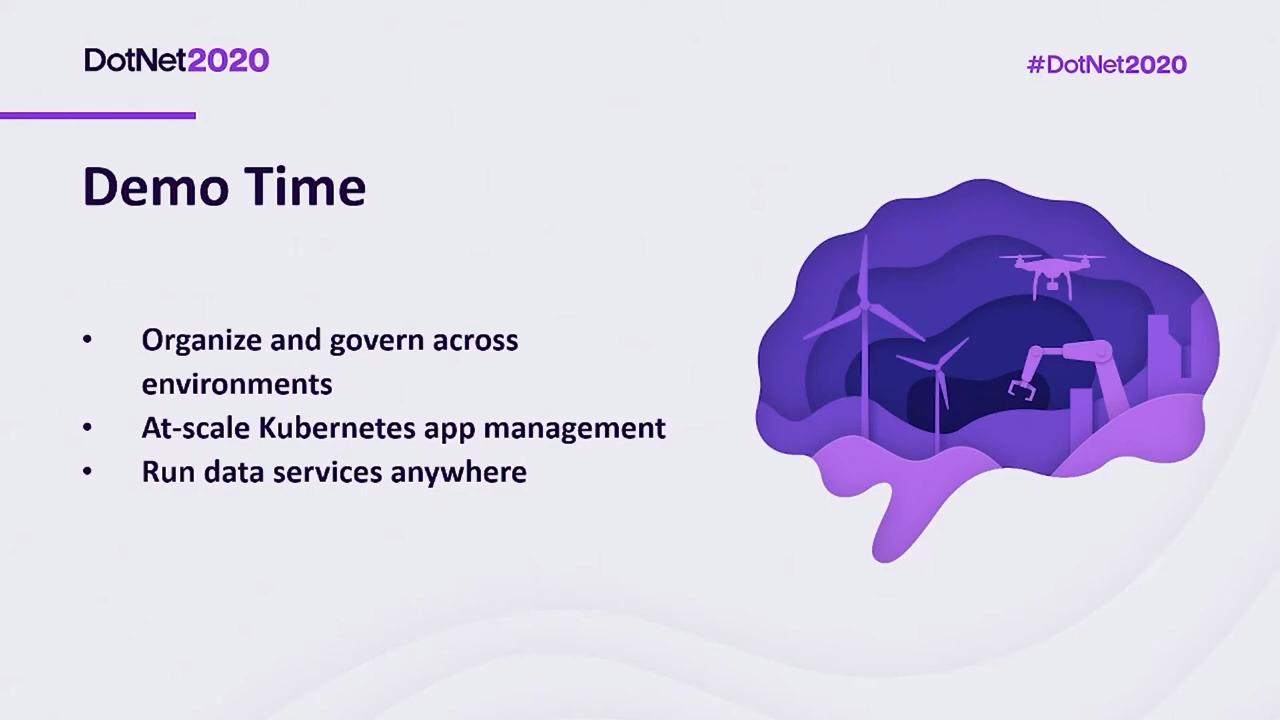 DotNet2020
#DotNet2020
Demo Time
• Organize and govern across
environments
• At-scale Kubernetes app management
• Run data services anywhere